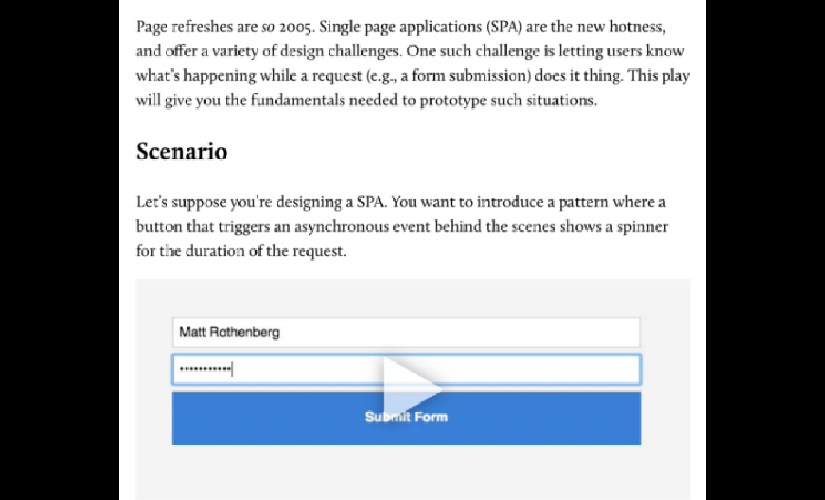 Page refreshes are so 2005. Single page applications (SPA) are the new hotness,
and offer a variety of design challenges. One such challenge is letting users know
what's happening while a request (e.g., a form submission) does it thing. This play
will give you the fundamentals needed to prototype such situations.
Scenario
Let's suppose you're designing a SPA. You want to introduce a pattern where a
button that triggers an asynchronous event behind the scenes shows a spinner
for the duration of the request.
Matt Rothenberg
•••••••••••
Submit Form